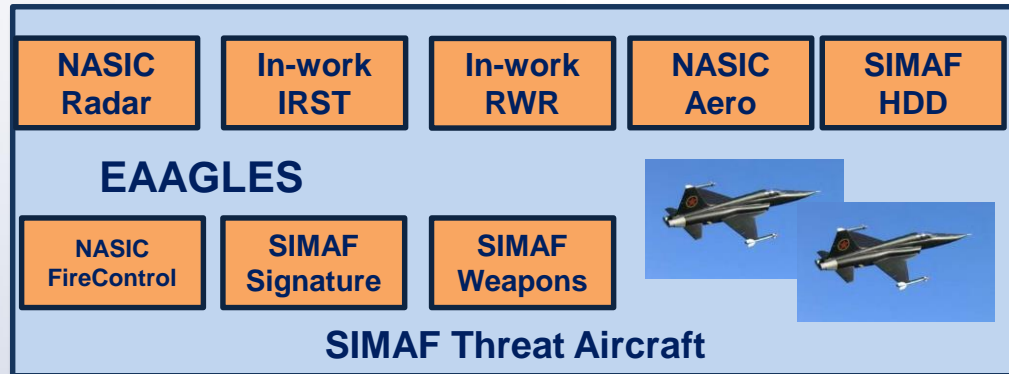 NASIC
Radar
In-work
IRST
In-work
RWR
NASIC
Aero
SIMAF
HDD
EAAGLES
NASIC
FireControl
SIMAF
Signature
SIMAF
Weapons
SIMAF Threat Aircraft